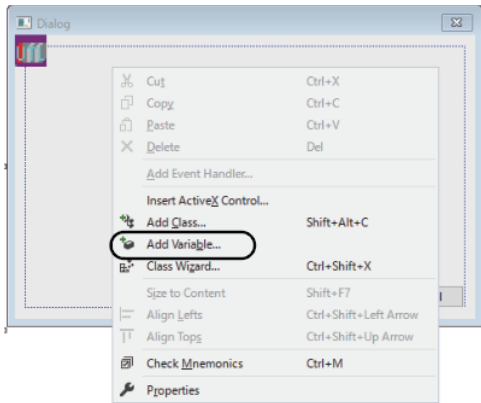 Dialog
Cut Ctrl+X
Copy Ctrl+C
Paste Ctrl+V
Delete Del
Add Event Handler...
Insert ActiveX Control...
Add Class... Shift+Alt+C
Add Variable...
Class Wizard... Ctrl+Shift+X
Size to Content Shift+F7
Align Lefts Ctrl+Shift+Left Arrow
Align Tops Ctrl+Shift+Up Arrow
Check Mnemonics Ctrl+M
Properties